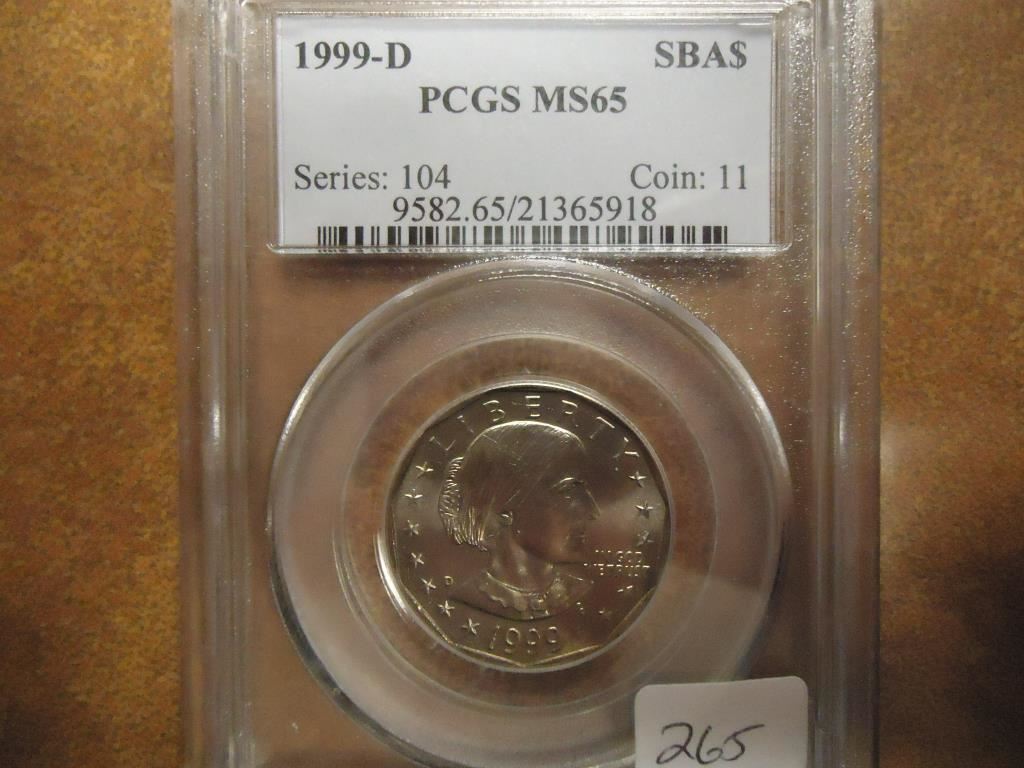 1999-D SBA$
PCGS MS65
Series: 104 Coin: 11
9582.65/21365918
LIBERTY
IN GOD
WE TRUST
D
1999
265